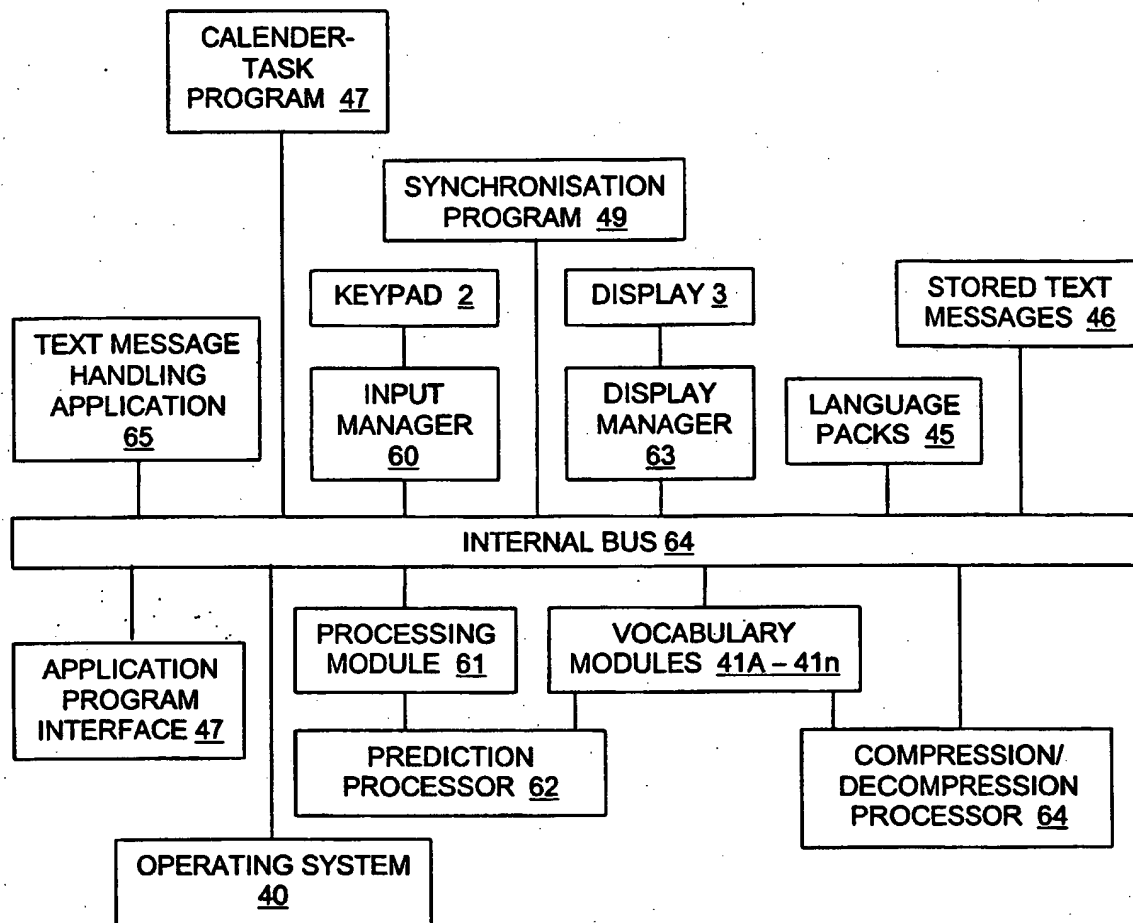 CALENDER-
TASK
PROGRAM 47
SYNCHRONISATION
PROGRAM 49
KEYPAD 2
DISPLAY 3
STORED TEXT
MESSAGES 46
TEXT MESSAGE
HANDLING
APPLICATION
65
INPUT
MANAGER
60
DISPLAY
MANAGER
63
LANGUAGE
PACKS 45
INTERNAL BUS 64
APPLICATION
PROGRAM
INTERFACE 47
PROCESSING
MODULE 61
VOCABULARY
MODULES 41A – 41n
PREDICTION
PROCESSOR 62
COMPRESSION/
DECOMPRESSION
PROCESSOR 64
OPERATING SYSTEM
40